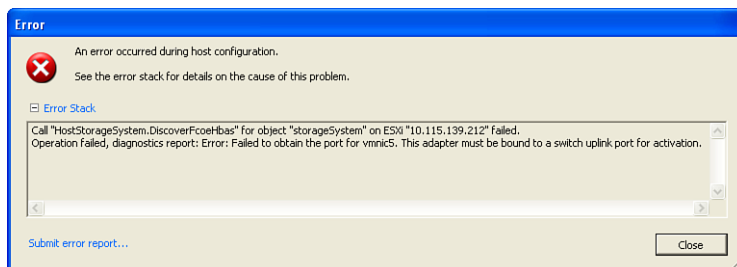 Error
An error occurred during host configuration.
See the error stack for details on the cause of this problem.
Error Stack
Call "HostStorageSystem.DiscoverFcoeHbas" for object "storageSystem" on ESXi "10.115.139.212" failed.
Operation failed, diagnostics report: Error: Failed to obtain the port for vmnic5. This adapter must be bound to a switch uplink port for activation.
Submit error report...
Close